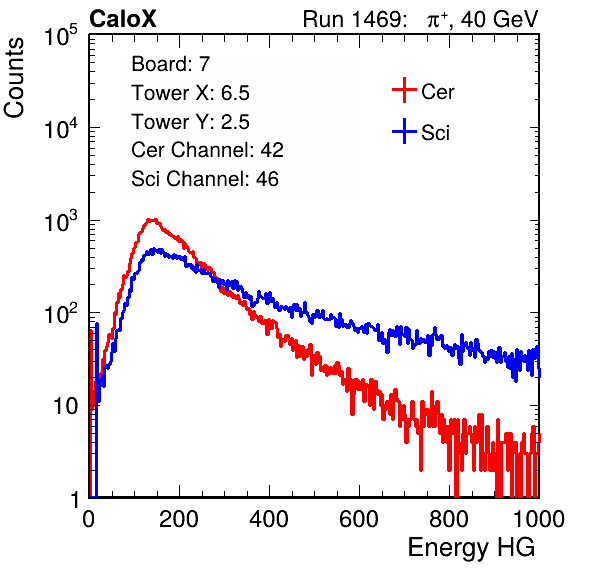 CaloX Run 1469: π⁺, 40 GeV
Counts
10⁵
10⁴
10³
10²
10
1
Board: 7
Tower X: 6.5
Tower Y: 2.5
Cer Channel: 42
Sci Channel: 46
Cer
Sci
0 200 400 600 800 1000
Energy HG